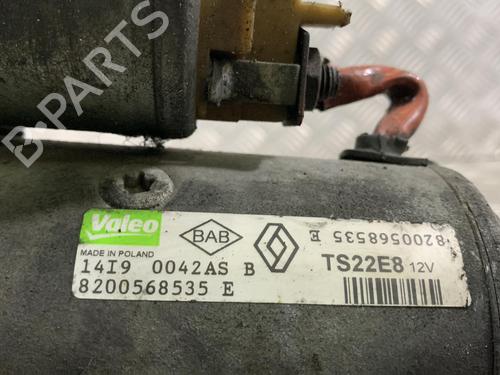 B-PARTS
Valeo
MADE IN POLAND
BAB
8200568535 E
14I9 0042AS B
TS22E8 12V
8200568535 E